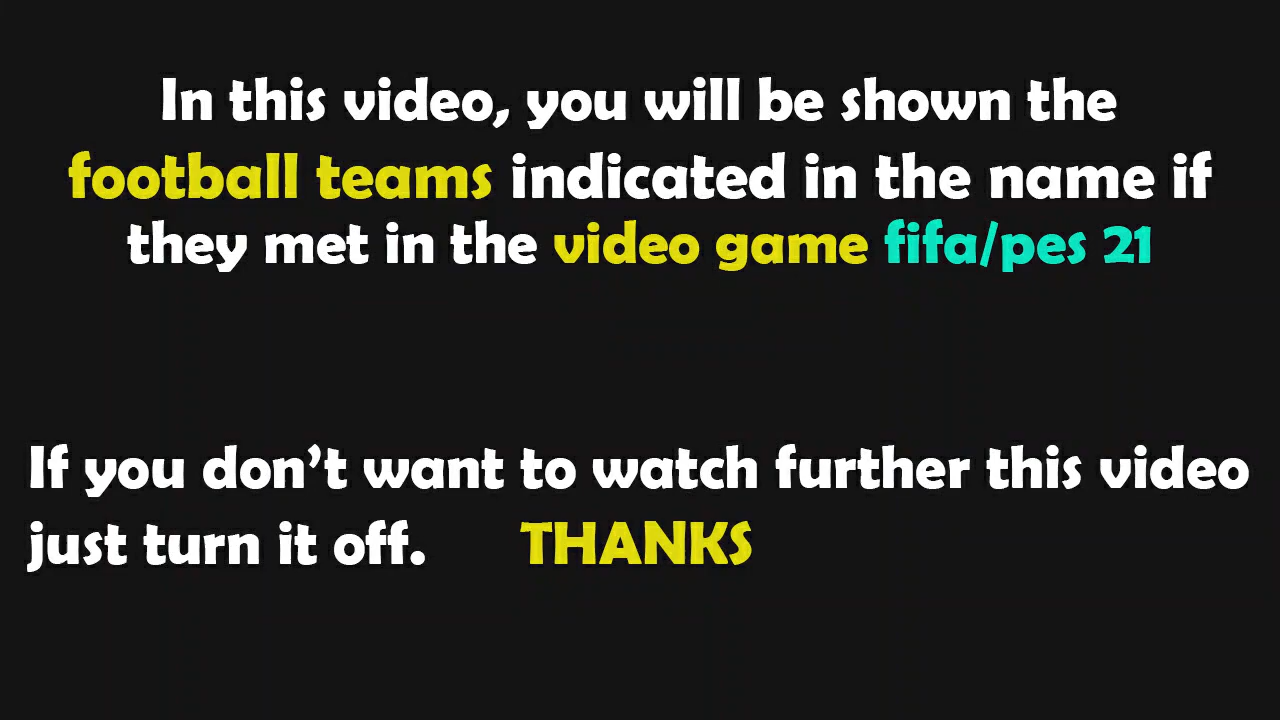 In this video, you will be shown the
football teams indicated in the name if
they met in the video game fifa/pes 21
If you don't want to watch further this video
just turn it off. THANKS